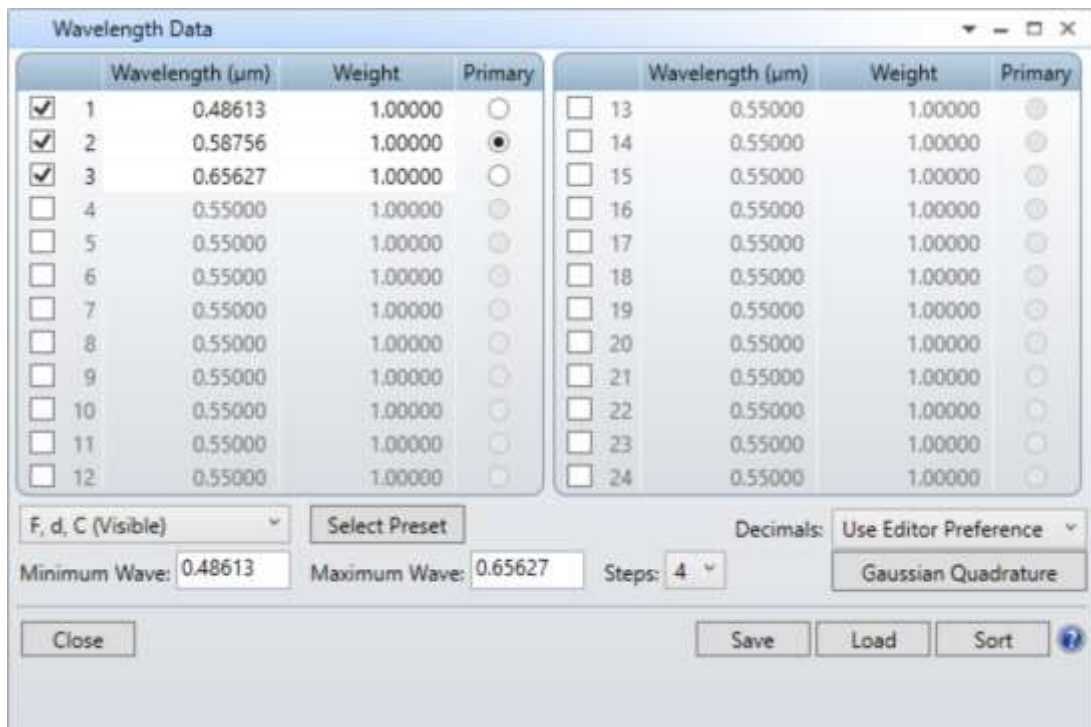 Wavelength Data
Wavelength (µm) Weight Primary Wavelength (µm) Weight Primary
1 0.48613 1.00000 13 0.55000 1.00000
2 0.58756 1.00000 14 0.55000 1.00000
3 0.65627 1.00000 15 0.55000 1.00000
4 0.55000 1.00000 16 0.55000 1.00000
5 0.55000 1.00000 17 0.55000 1.00000
6 0.55000 1.00000 18 0.55000 1.00000
7 0.55000 1.00000 19 0.55000 1.00000
8 0.55000 1.00000 20 0.55000 1.00000
9 0.55000 1.00000 21 0.55000 1.00000
10 0.55000 1.00000 22 0.55000 1.00000
11 0.55000 1.00000 23 0.55000 1.00000
12 0.55000 1.00000 24 0.55000 1.00000
F, d, C (Visible) Select Preset Decimals: Use Editor Preference
Minimum Wave: 0.48613 Maximum Wave: 0.65627 Steps: 4 Gaussian Quadrature
Close Save Load Sort ?